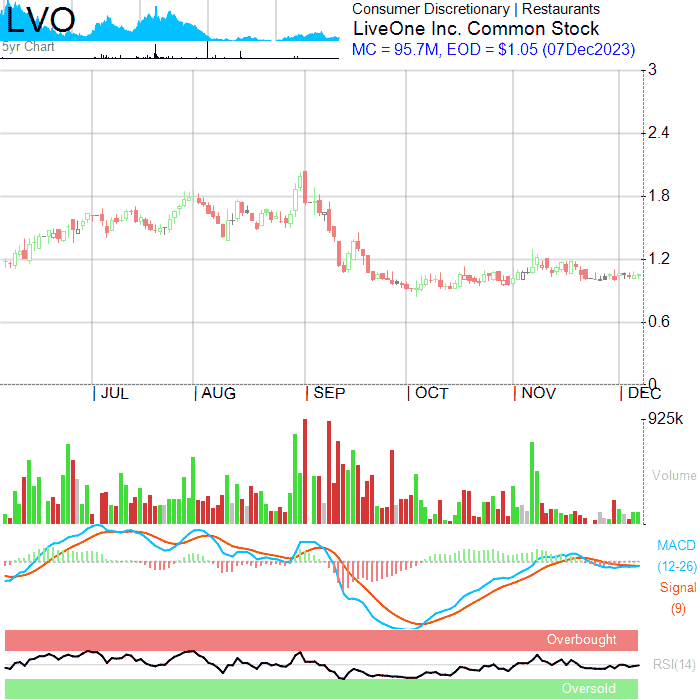 LVO
5yr Chart
Consumer Discretionary | Restaurants
LiveOne Inc. Common Stock
MC = 95.7M, EOD = $1.05 (07Dec2023)
3
2.4
1.8
1.2
0.6
0
JUL AUG SEP OCT NOV DEC
925k
Volume
MACD
(12-26)
Signal
(9)
Overbought
RSI(14)
Oversold